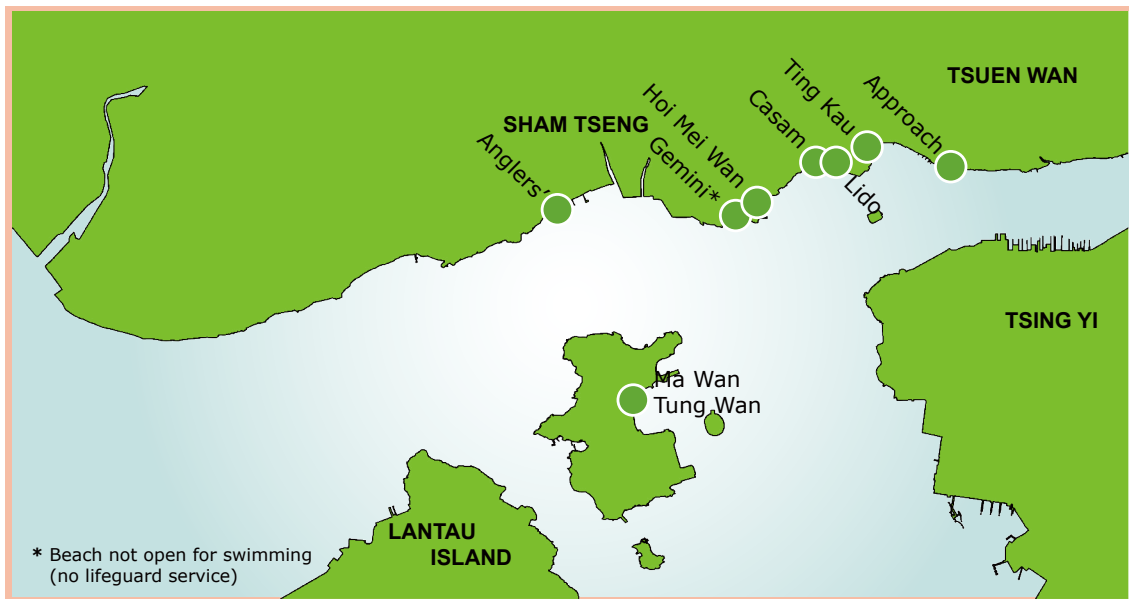 TSUEN WAN
Approach
Ting Kau
Casam
Lido
Hoi Mei Wan
Gemini*
SHAM TSENG
Anglers’
TSING YI
Ma Wan
Tung Wan
LANTAU
ISLAND
* Beach not open for swimming
(no lifeguard service)